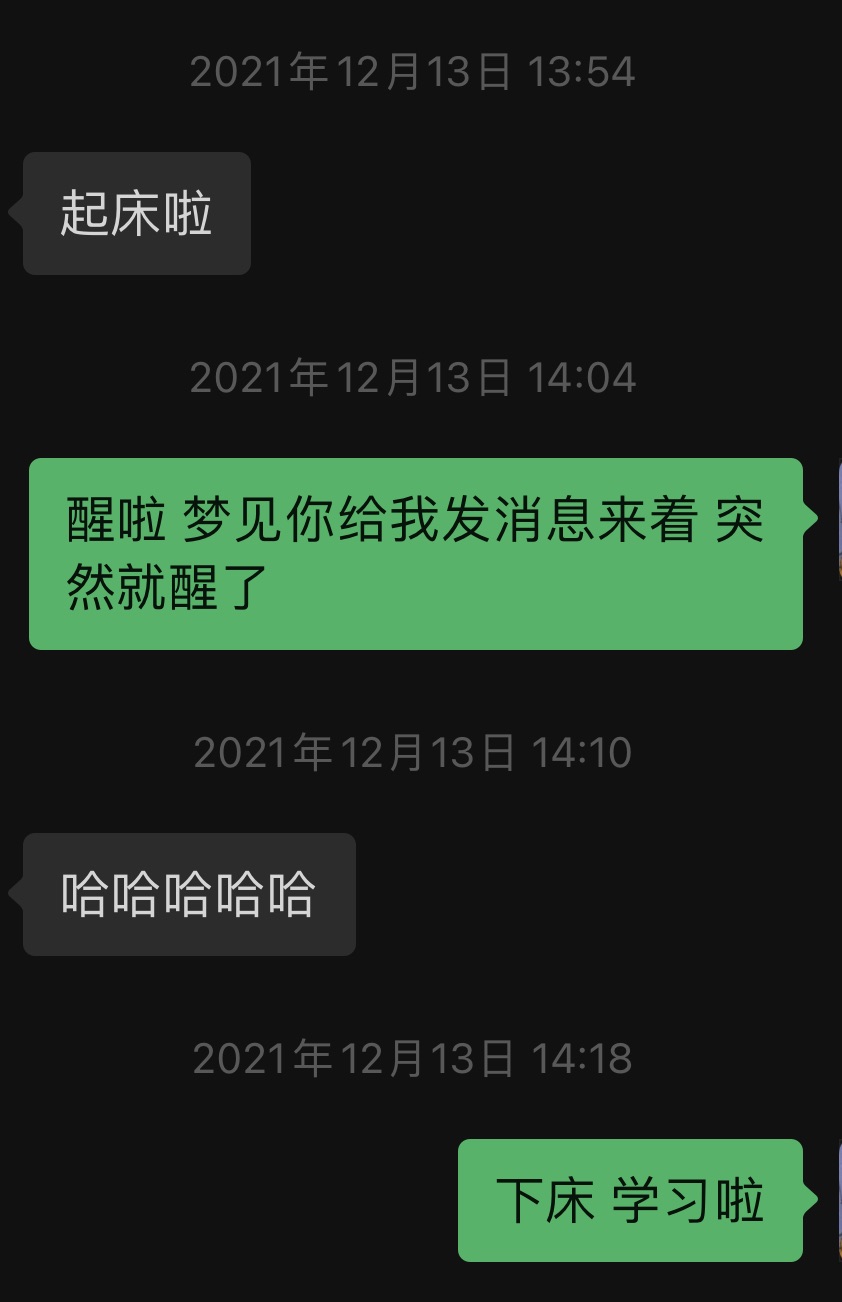 2021年12月13日 13:54
起床啦
2021年12月13日 14:04
醒啦 梦见你给我发消息来着 突
然就醒了
2021年12月13日 14:10
哈哈哈哈哈
2021年12月13日 14:18
下床 学习啦